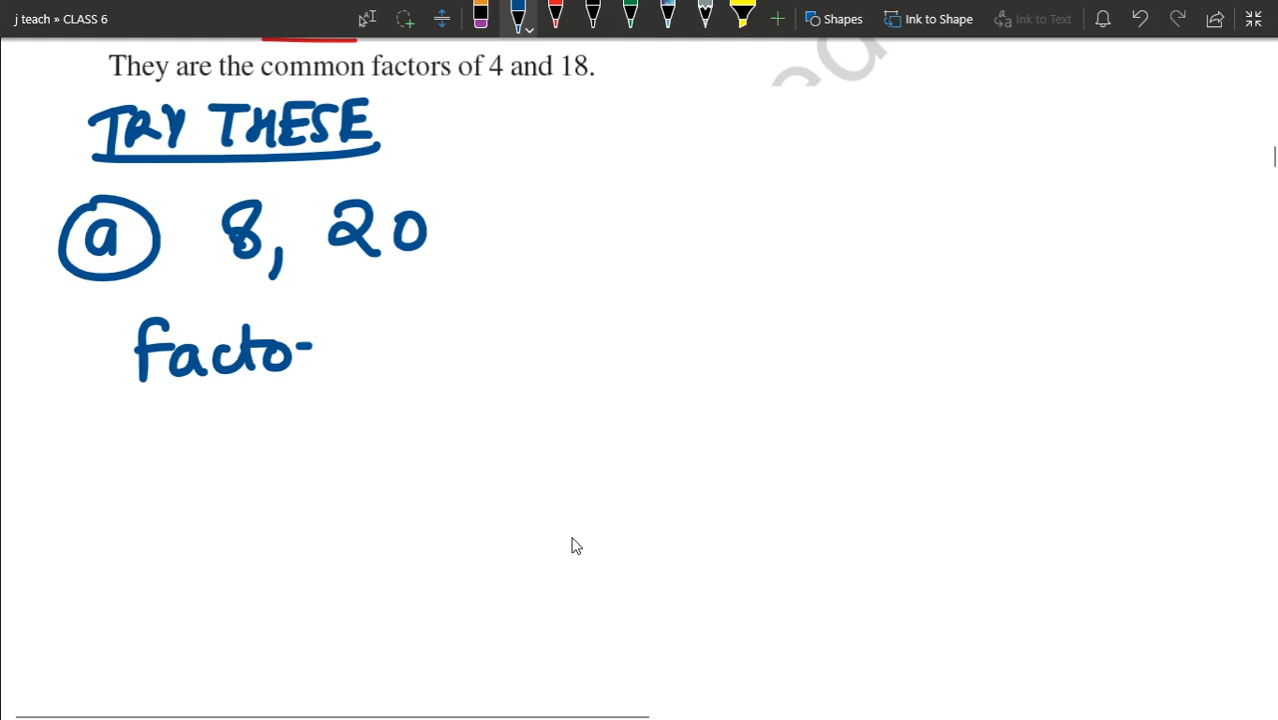 j teach » CLASS 6
Shapes
Ink to Shape
Ink to Text
They are the common factors of 4 and 18.
TRY THESE
a 8, 20
facto